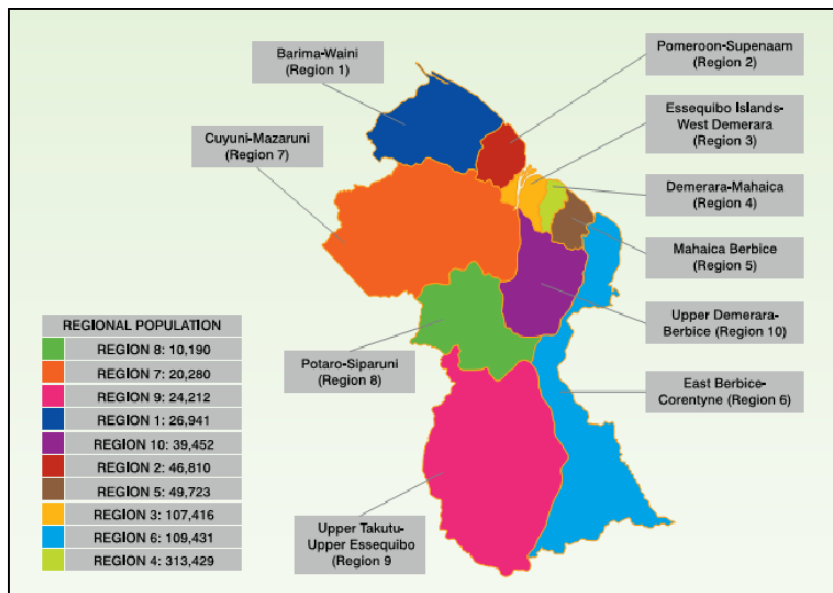 Barima-Waini
(Region 1)
Pomeroon-Supenaam
(Region 2)
Essequibo Islands-
West Demerara
(Region 3)
Cuyuni-Mazaruni
(Region 7)
Demerara-Mahaica
(Region 4)
Mahaica Berbice
(Region 5)
Upper Demerara-
Berbice (Region 10)
Potaro-Siparuni
(Region 8)
East Berbice-
Corentyne (Region 6)
Upper Takutu-
Upper Essequibo
(Region 9
REGIONAL POPULATION
REGION 8: 10,190
REGION 7: 20,280
REGION 9: 24,212
REGION 1: 26,941
REGION 10: 39,452
REGION 2: 46,810
REGION 5: 49,723
REGION 3: 107,416
REGION 6: 109,431
REGION 4: 313,429